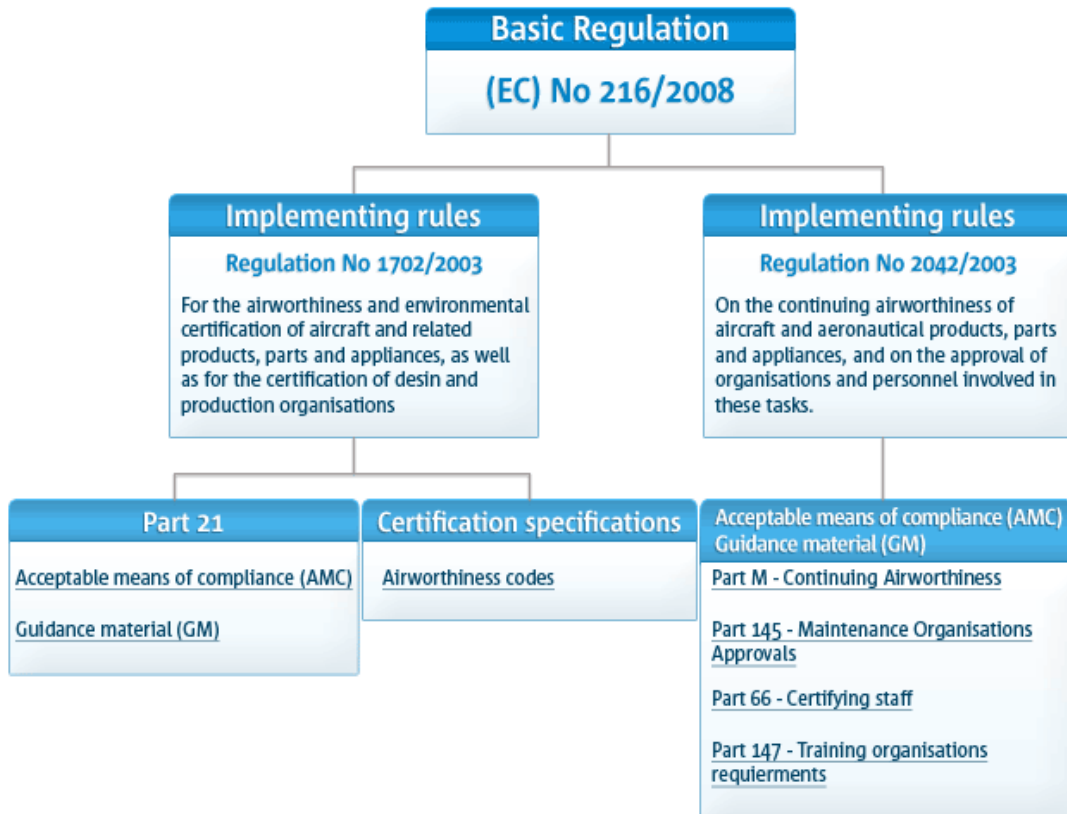 Basic Regulation
(EC) No 216/2008
Implementing rules
Regulation No 1702/2003
For the airworthiness and environmental
certification of aircraft and related
products, parts and appliances, as well
as for the certification of desin and
production organisations
Implementing rules
Regulation No 2042/2003
On the continuing airworthiness of
aircraft and aeronautical products, parts
and appliances, and on the approval of
organisations and personnel involved in
these tasks.
Part 21
Acceptable means of compliance (AMC)
Guidance material (GM)
Certification specifications
Airworthiness codes
Acceptable means of compliance (AMC)
Guidance material (GM)
Part M - Continuing Airworthiness
Part 145 - Maintenance Organisations
Approvals
Part 66 - Certifying staff
Part 147 - Training organisations
requierments